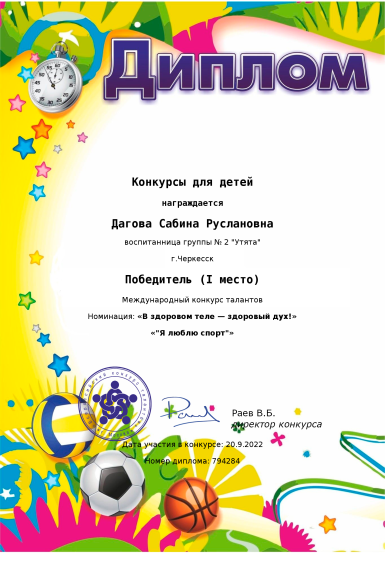 Диплом
Конкурсы для детей
награждается
Дагова Сабина Руслановна
воспитанница группы № 2 "Утята"
г.Черкесск
Победитель (I место)
Международный конкурс талантов
Номинация: «В здоровом теле — здоровый дух!»
«"Я люблю спорт"»
Раев В.Б.
директор конкурса
Дата участия в конкурсе: 20.9.2022
Номер диплома: 794284